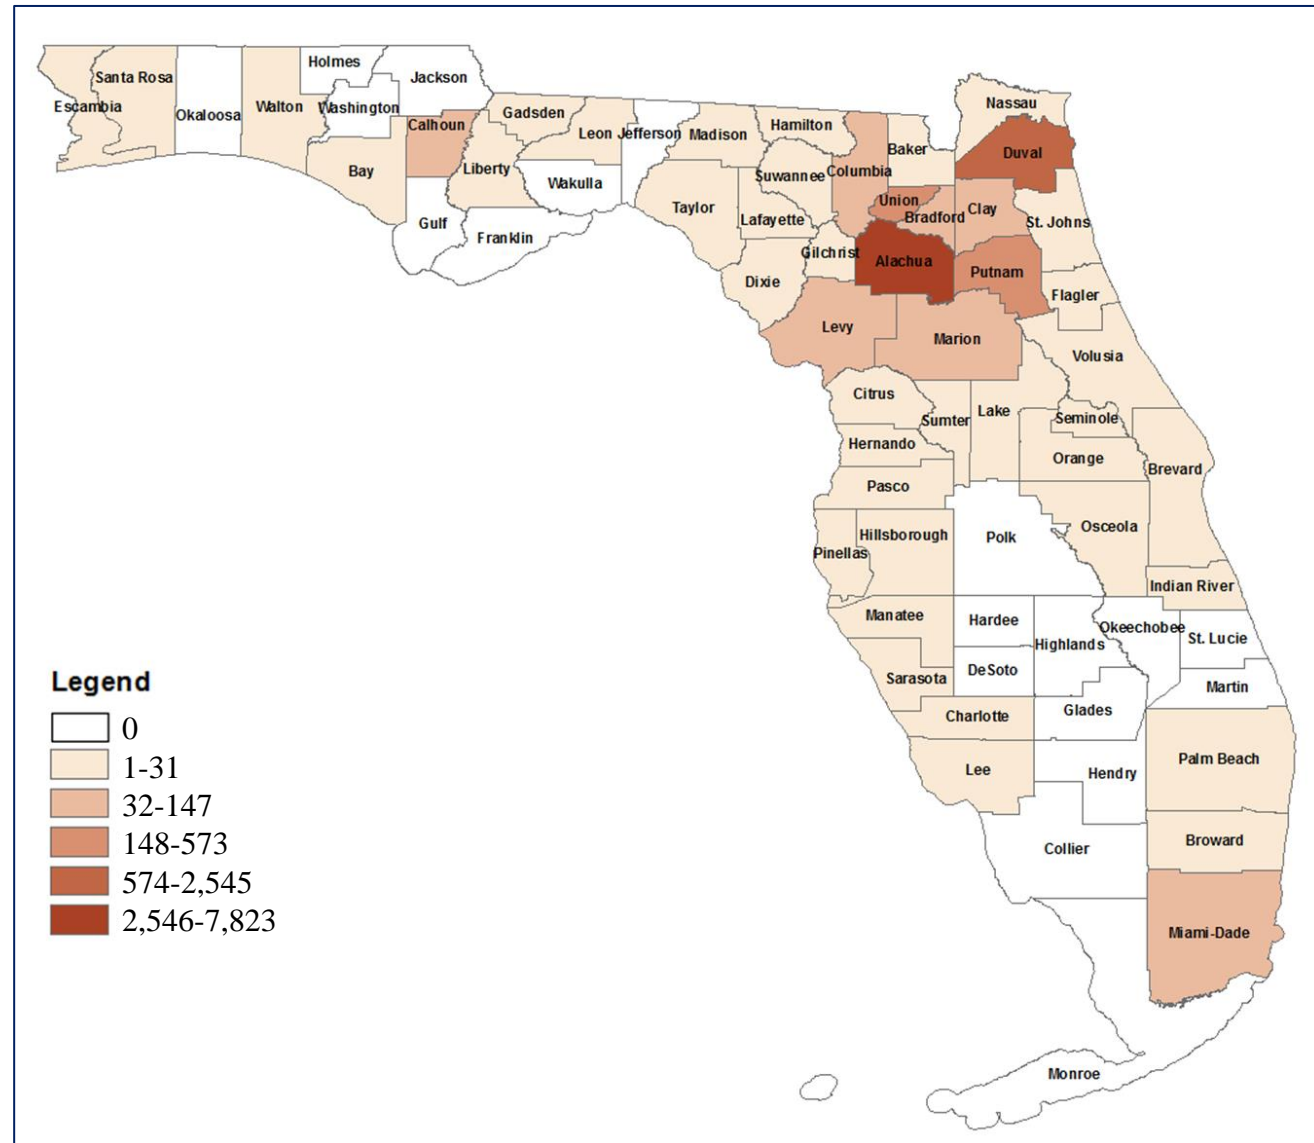 Holmes
Jackson
Santa Rosa
Escambia
Okaloosa
Walton
Washington
Calhoun
Bay
Gulf
Franklin
Gadsden
Liberty
Leon
Jefferson
Wakulla
Madison
Hamilton
Taylor
Suwannee
Lafayette
Dixie
Columbia
Baker
Nassau
Duval
Union
Bradford
Clay
St. Johns
Gilchrist
Alachua
Putnam
Flagler
Levy
Marion
Volusia
Citrus
Sumter
Lake
Seminole
Hernando
Orange
Brevard
Pasco
Pinellas
Hillsborough
Polk
Osceola
Indian River
Manatee
Hardee
Highlands
Okeechobee
St. Lucie
Sarasota
DeSoto
Martin
Charlotte
Glades
Lee
Hendry
Palm Beach
Collier
Broward
Miami-Dade
Monroe
Legend
0
1-31
32-147
148-573
574-2,545
2,546-7,823